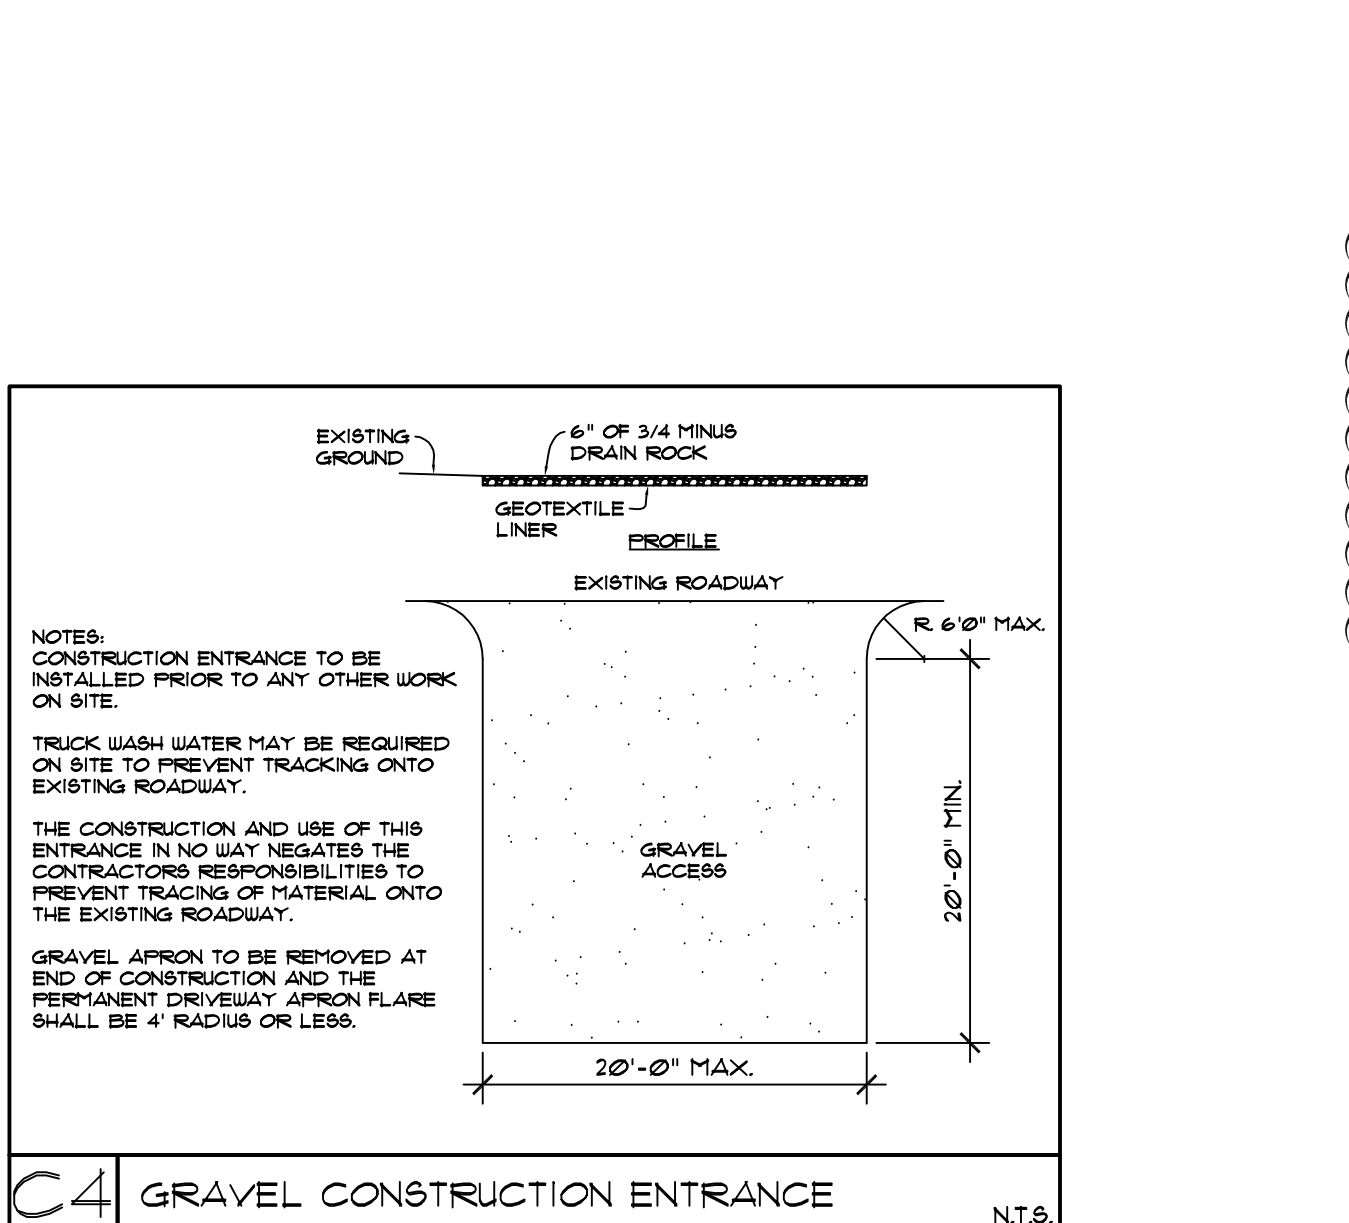 EXISTING
GROUND
6" OF 3/4 MINUS
DRAIN ROCK
GEOTEXTILE
LINER
PROFILE
EXISTING ROADWAY
R. 6'0" MAX.
NOTES:
CONSTRUCTION ENTRANCE TO BE
INSTALLED PRIOR TO ANY OTHER WORK
ON SITE.
TRUCK WASH WATER MAY BE REQUIRED
ON SITE TO PREVENT TRACKING ONTO
EXISTING ROADWAY.
THE CONSTRUCTION AND USE OF THIS
ENTRANCE IN NO WAY NEGATES THE
CONTRACTORS RESPONSIBILITIES TO
PREVENT TRACING OF MATERIAL ONTO
THE EXISTING ROADWAY.
GRAVEL APRON TO BE REMOVED AT
END OF CONSTRUCTION AND THE
PERMANENT DRIVEWAY APRON FLARE
SHALL BE 4' RADIUS OR LESS.
GRAVEL
ACCESS
20'-0" MIN.
20'-0" MAX.
C4
GRAVEL CONSTRUCTION ENTRANCE
N.T.S.